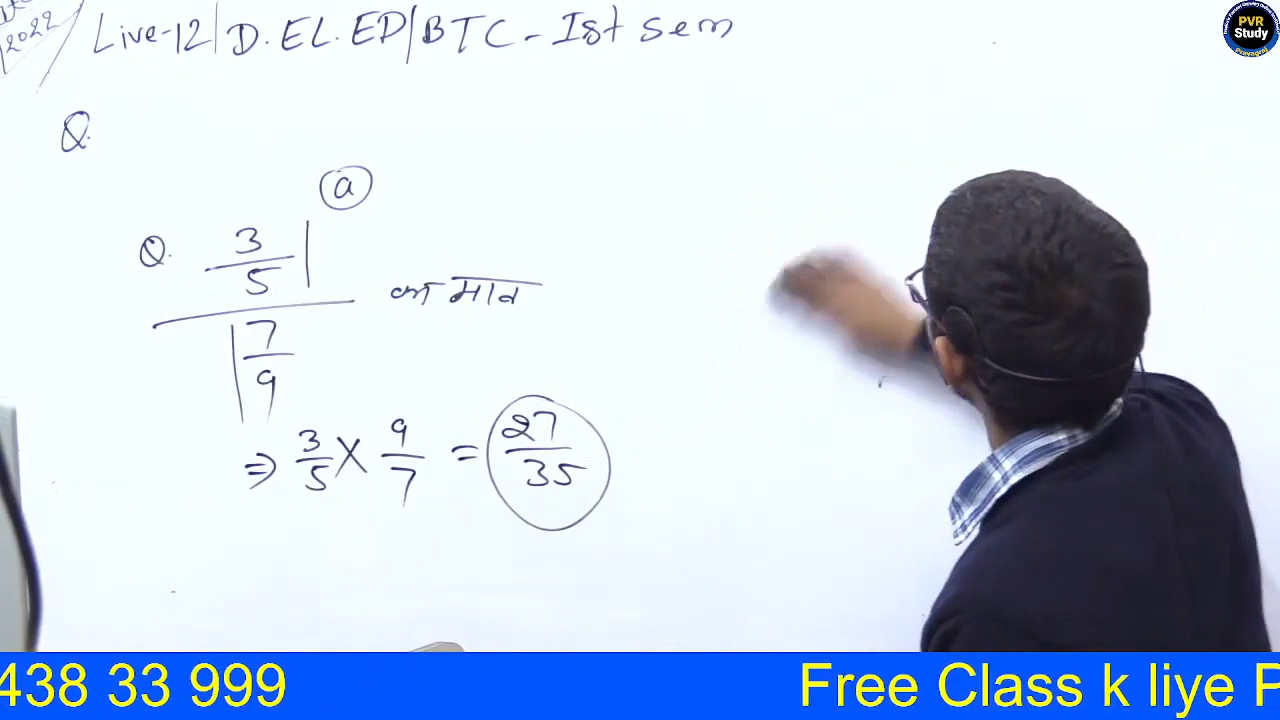 2022
Live-12 | D.EL.ED | BTC - Ist Sem
PVR
Study
Prayagraj
Q.
a
Q. 3/5
का मान
7/9
⇒ 3/5 × 9/7 = 27/35
438 33 999 Free Class k liye P